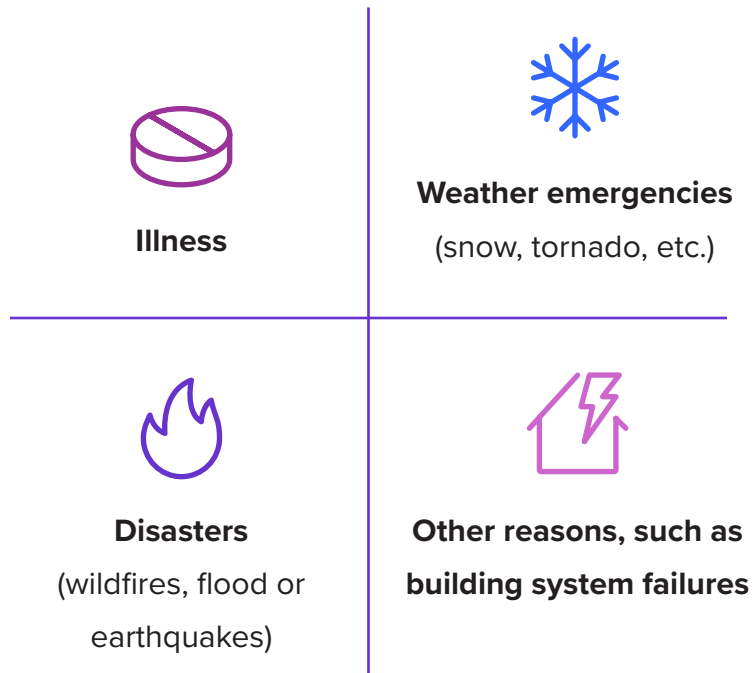 Illness
Weather emergencies
(snow, tornado, etc.)
Disasters
(wildfires, flood or
earthquakes)
Other reasons, such as
building system failures